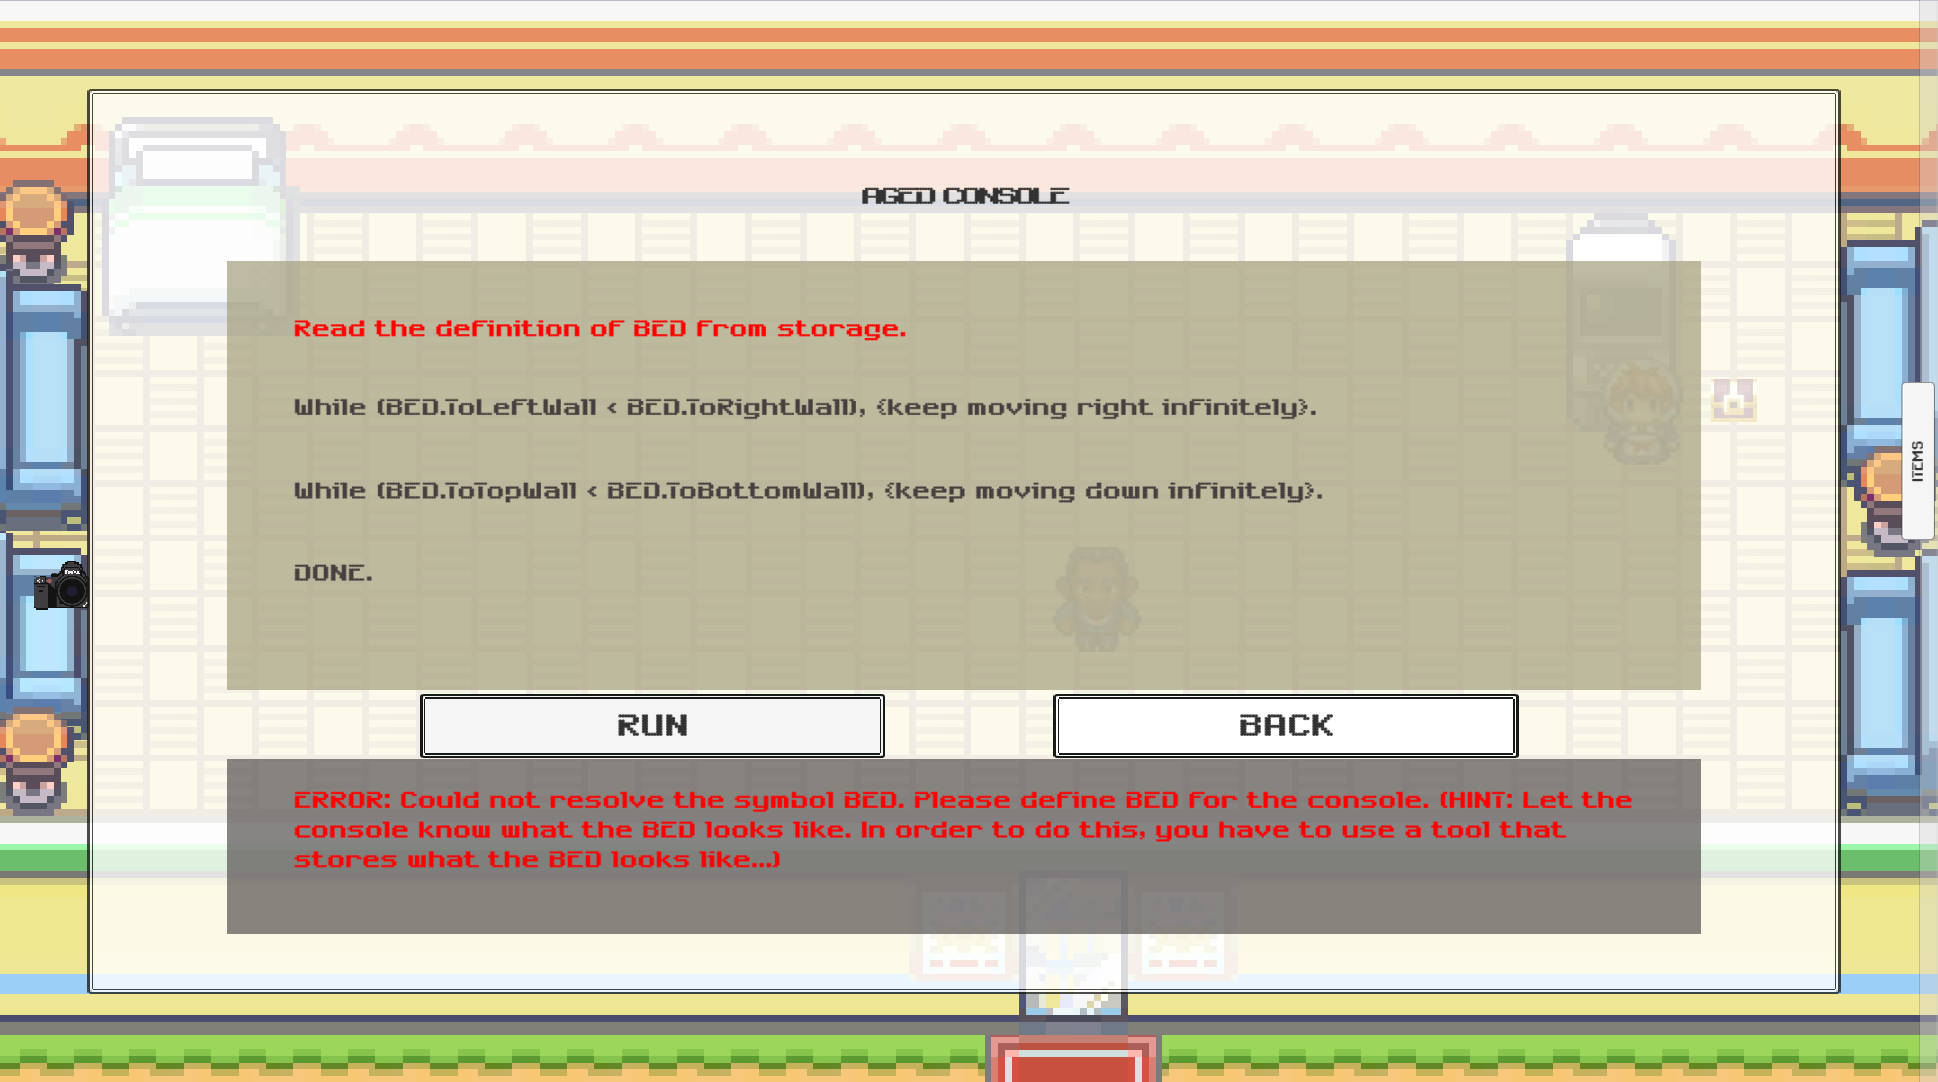 AGED CONSOLE
Read the definition of BED from storage.
While (BED.ToLeftWall < BED.ToRightWall), {keep moving right infinitely}.
While (BED.ToTopWall < BED.ToBottomWall), {keep moving down infinitely}.
DONE.
ITEMS
RUN
BACK
ERROR: Could not resolve the symbol BED. Please define BED for the console. (HINT: Let the
console know what the BED looks like. In order to do this, you have to use a tool that
stores what the BED looks like...)